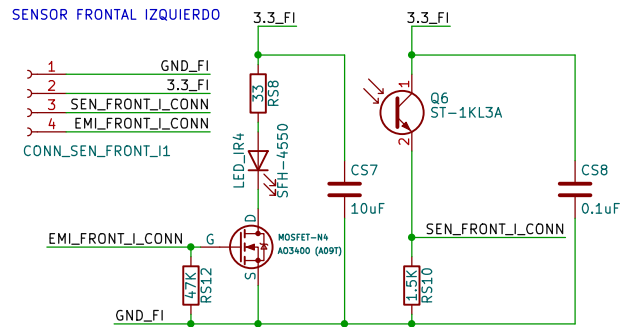 SENSOR FRONTAL IZQUIERDO
3.3_FI
3.3_FI
1 GND_FI
2 3.3_FI
3 SEN_FRONT_I_CONN
4 EMI_FRONT_I_CONN
CONN_SEN_FRONT_I1
33
RS8
LED_IR4
SFH-4550
CS7
10uF
1
Q6
ST-1KL3A
2
CS8
0.1uF
SEN_FRONT_I_CONN
EMI_FRONT_I_CONN
G
D
S
MOSFET-N4
AO3400 (A09T)
47K
RS12
1.5K
RS10
GND_FI